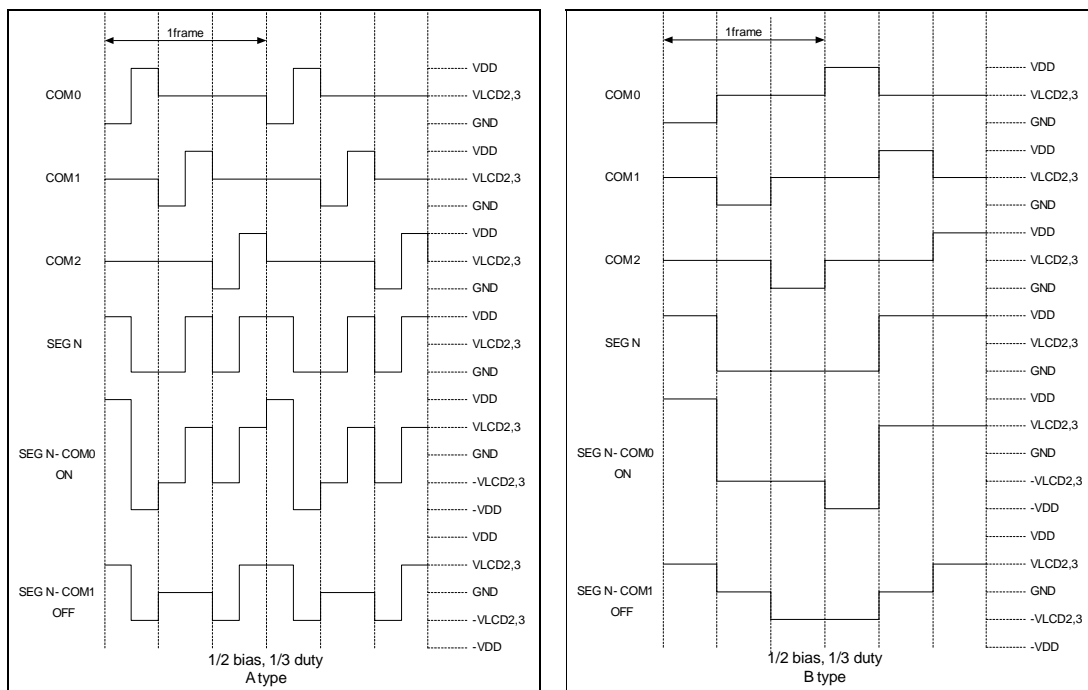 1frame
VDD
COM0
VLCD2,3
GND
VDD
COM1
VLCD2,3
GND
VDD
COM2
VLCD2,3
GND
VDD
SEG N
VLCD2,3
GND
VDD
VLCD2,3
SEG N- COM0
ON
GND
-VLCD2,3
-VDD
VDD
VLCD2,3
SEG N- COM1
OFF
GND
-VLCD2,3
-VDD
1/2 bias, 1/3 duty
A type
1frame
VDD
COM0
VLCD2,3
GND
VDD
COM1
VLCD2,3
GND
VDD
COM2
VLCD2,3
GND
VDD
SEG N
VLCD2,3
GND
VDD
VLCD2,3
SEG N- COM0
ON
GND
-VLCD2,3
-VDD
VDD
VLCD2,3
SEG N- COM1
OFF
GND
-VLCD2,3
-VDD
1/2 bias, 1/3 duty
B type